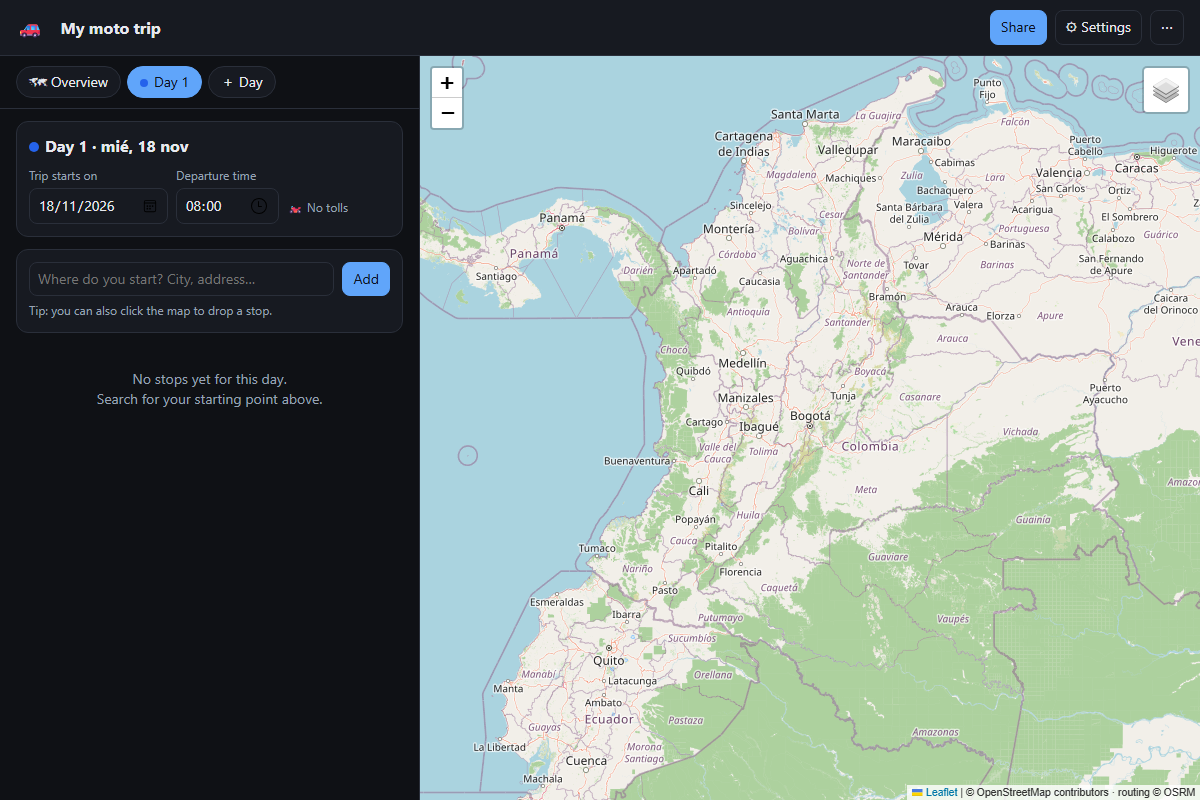 My moto trip
Share
⚙ Settings
···
Overview
Day 1
+ Day
Day 1 · mié, 18 nov
Trip starts on
Departure time
18/11/2026
08:00
No tolls
Where do you start? City, address...
Add
Tip: you can also click the map to drop a stop.
No stops yet for this day.
Search for your starting point above.
+
−
Punto
Fijo
Santa Marta
La Guajira
Falcón
Cartagena
de Indias
Valledupar
Maracaibo
Puerto
Cabello
Higuerote
Cabimas
Caracas
Valencia
Magdalena
Machiques
Zulia
Lara
San Carlos
Ortiz
Bachaquero
Sincelejo
Cesar
Santa Bárbara
del Zulia
Valera
Acarigua
El Sombrero
Panamá
Montería
Bolívar
Portuguesa
Mérida
Barinas
Calabozo
Guárico
Panamá
Córdoba
Aguachica
Norte de
Santander
Tovar
Barinas
San Fernando
de Apure
Santiago
Darién
Apartadó
Caucasia
Bramón
Caicara
del Orinoco
Antioquia
Santander
Arauca
Elorza
Apure
Arauca
Vene
Chocó
Quibdó
Medellín
Boyacá
Puerto
Ayacucho
Manizales
Tunja
Casanare
Cartago
Ibagué
Bogotá
Vichada
Valle del
Cauca
Tolima
Colombia
Buenaventura
Cali
Meta
Amazon
Popayán
Huila
Guainía
Cauca
Pitalito
Tumaco
Guaviare
Nariño
Florencia
Pasto
Caquetá
Esmeraldas
Ibarra
Putumayo
Vaupés
Sucumbíos
Quito
Manabí
Orellana
Latacunga
Manta
Ambato
Ecuador
Pastaza
Guayas
Amazonas
La Libertad
Morona-
Santiago
Cuenca
Machala
Leaflet | © OpenStreetMap contributors · routing © OSRM